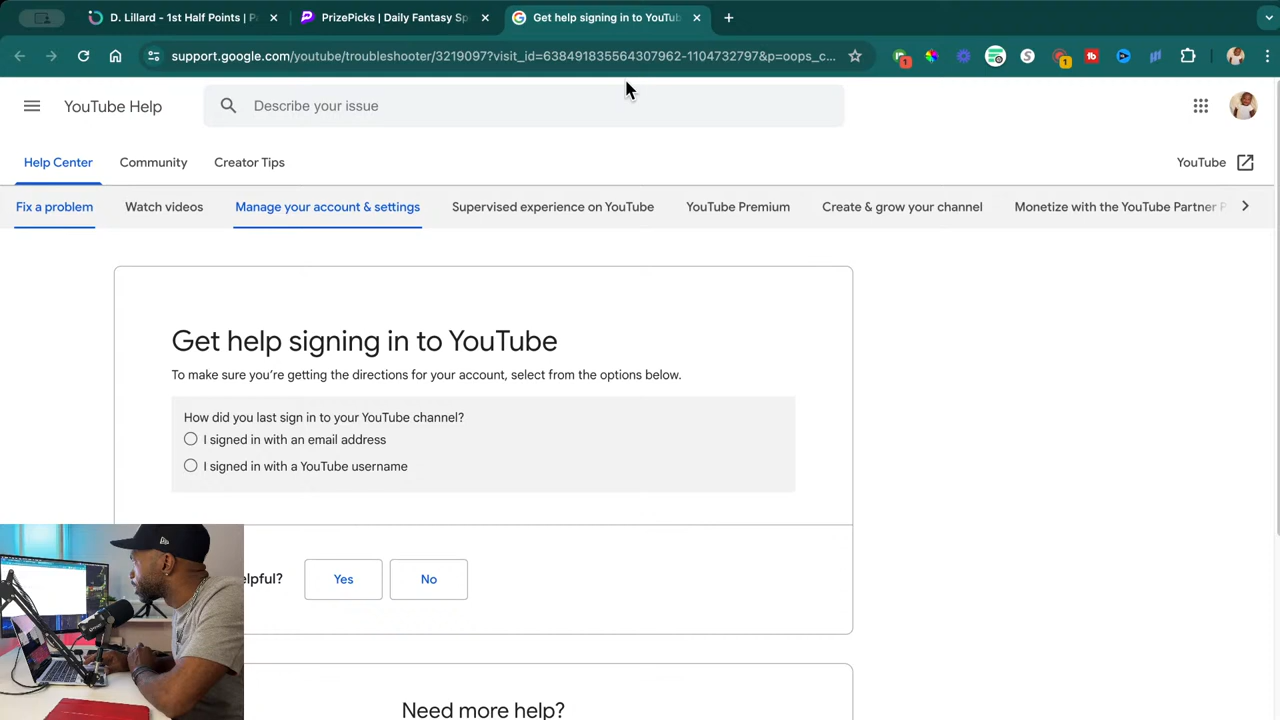 D. Lillard - 1st Half Points | P
PrizePicks | Daily Fantasy Sp
Get help signing in to YouTub
support.google.com/youtube/troubleshooter/3219097?visit_id=638491835564307962-1104732797&p=oops_c...
1
1
YouTube Help
Describe your issue
Help Center
Community
Creator Tips
YouTube
Fix a problem
Watch videos
Manage your account & settings
Supervised experience on YouTube
YouTube Premium
Create & grow your channel
Monetize with the YouTube Partner P
Get help signing in to YouTube
To make sure you're getting the directions for your account, select from the options below.
How did you last sign in to your YouTube channel?
I signed in with an email address
I signed in with a YouTube username
elpful?
Yes
No
Need more help?